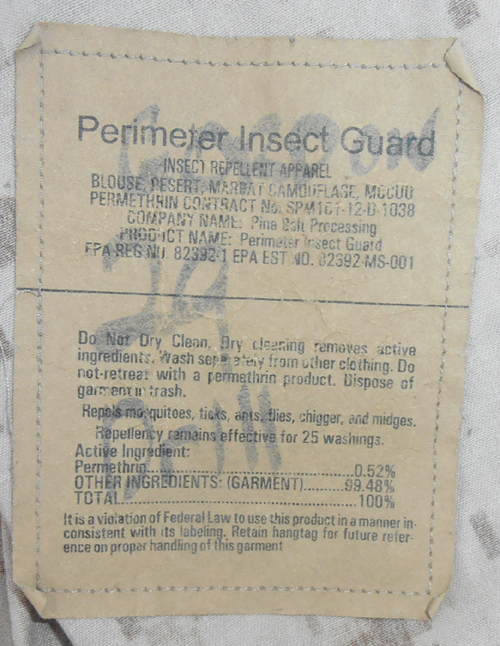 Perimeter Insect Guard
INSECT REPELLENT APPAREL
BLOUSE, DESERT, MARPAT CAMOUFLAGE, MCCUU
PERMETHRIN CONTRACT No. SPM1C1-12-D-1038
COMPANY NAME: Pine Belt Processing
PRODUCT NAME: Perimeter Insect Guard
EPA REG NO. 82392-1 EPA EST NO. 82392-MS-001
Do Not Dry Clean. Dry cleaning removes active
ingredients. Wash seperately from other clothing. Do
not-retreat with a permethrin product. Dispose of
garment in trash.
Repels mosquitoes, ticks, ants, flies, chigger, and midges.
Repellency remains effective for 25 washings.
Active Ingredient:
Permethrin..........................................0.52%
OTHER INGREDIENTS: (GARMENT)........99.48%
TOTAL................................................100%
It is a violation of Federal Law to use this product in a manner in-
consistent with its labeling. Retain hangtag for future refer-
ence on proper handling of this garment